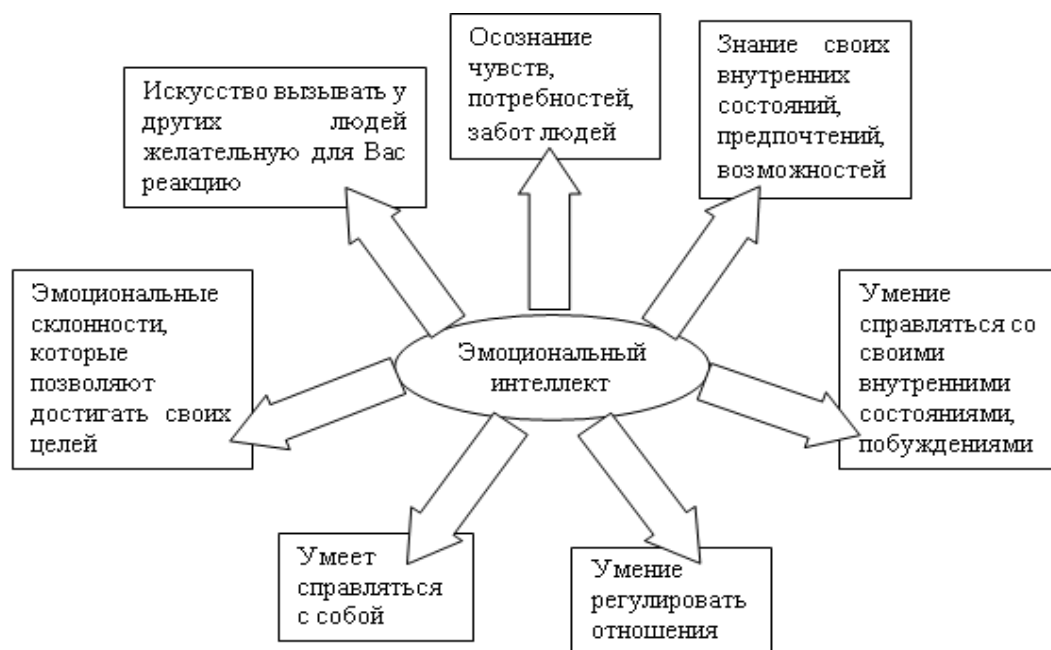 Осознание
чувств,
потребностей,
забот людей
Знание своих
внутренних
состояний,
предпочтений,
возможностей
Искусство вызывать у
других людей
желательную для Вас
реакцию
Эмоциональные
склонности,
которые
позволяют
достигать своих
целей
Эмоциональный
интеллект
Умение
справляться со
своими
внутренними
состояниями,
побуждениями
Умеет
справляться
с собой
Умение
регулировать
отношения